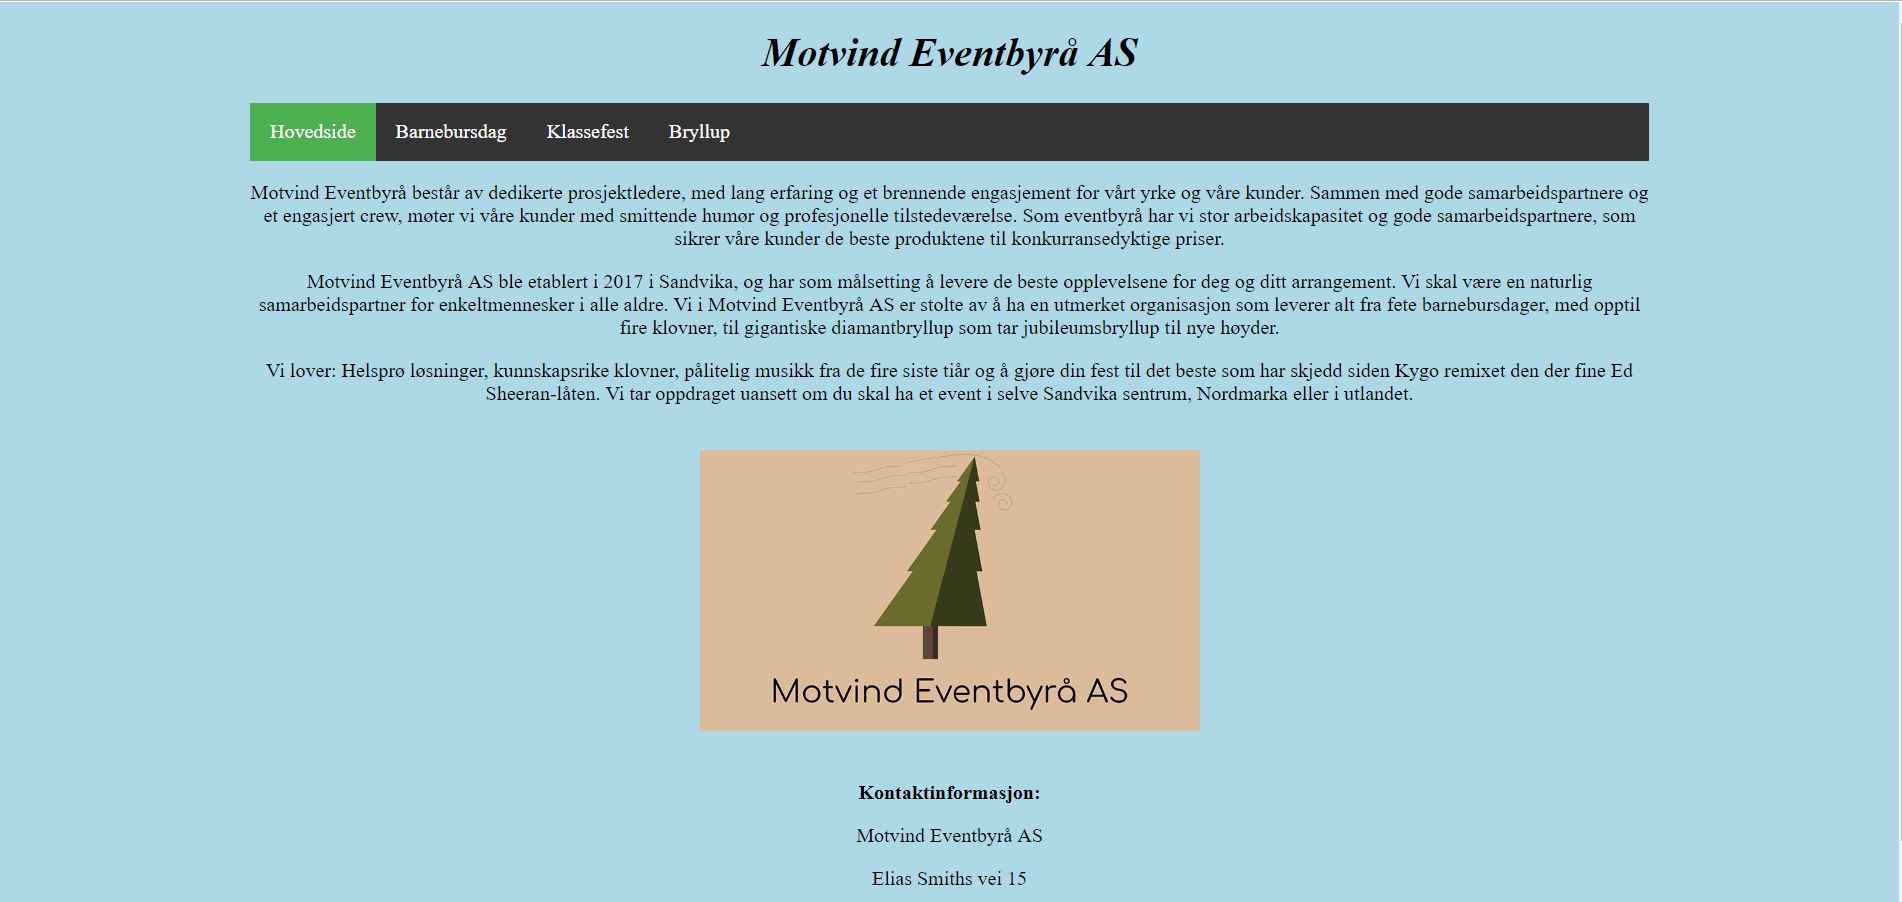 Motvind Eventbyrå AS
Hovedside Barnebursdag Klassefest Bryllup
Motvind Eventbyrå består av dedikerte prosjektledere, med lang erfaring og et brennende engasjement for vårt yrke og våre kunder. Sammen med gode samarbeidspartnere og
et engasjert crew, møter vi våre kunder med smittende humør og profesjonelle tilstedeværelse. Som eventbyrå har vi stor arbeidskapasitet og gode samarbeidspartnere, som
sikrer våre kunder de beste produktene til konkurransedyktige priser.
Motvind Eventbyrå AS ble etablert i 2017 i Sandvika, og har som målsetting å levere de beste opplevelsene for deg og ditt arrangement. Vi skal være en naturlig
samarbeidspartner for enkeltmennesker i alle aldre. Vi i Motvind Eventbyrå AS er stolte av å ha en utmerket organisasjon som leverer alt fra fete barnebursdager, med opptil
fire klovner, til gigantiske diamantbryllup som tar jubileumsbryllup til nye høyder.
Vi lover: Helsprø løsninger, kunnskapsrike klovner, pålitelig musikk fra de fire siste tiår og å gjøre din fest til det beste som har skjedd siden Kygo remixet den der fine Ed
Sheeran-låten. Vi tar oppdraget uansett om du skal ha et event i selve Sandvika sentrum, Nordmarka eller i utlandet.
Motvind Eventbyrå AS
Kontaktinformasjon:
Motvind Eventbyrå AS
Elias Smiths vei 15